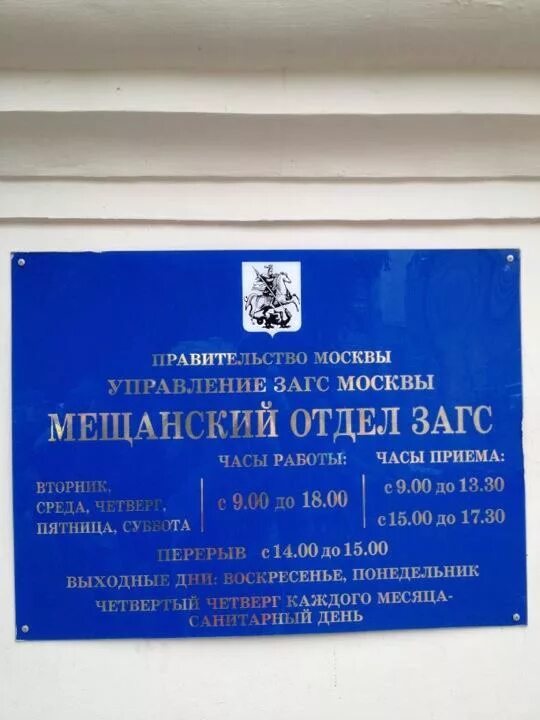 ПРАВИТЕЛЬСТВО МОСКВЫ
УПРАВЛЕНИЕ ЗАГС МОСКВЫ
МЕЩАНСКИЙ ОТДЕЛ ЗАГС
ЧАСЫ РАБОТЫ: ЧАСЫ ПРИЕМА:
ВТОРНИК,
СРЕДА, ЧЕТВЕРГ,
ПЯТНИЦА, СУББОТА
с 9.00 до 18.00
с 9.00 до 13.30
с 15.00 до 17.30
ПЕРЕРЫВ с 14.00 до 15.00
ВЫХОДНЫЕ ДНИ: ВОСКРЕСЕНЬЕ, ПОНЕДЕЛЬНИК
ЧЕТВЕРТЫЙ ЧЕТВЕРГ КАЖДОГО МЕСЯЦА-
САНИТАРНЫЙ ДЕНЬ